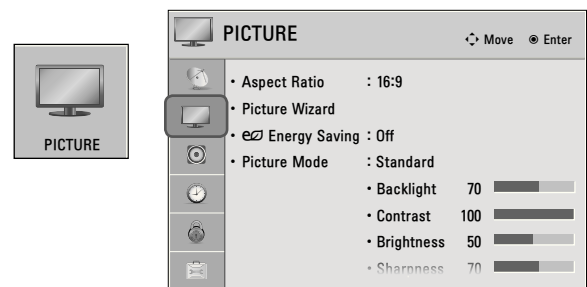 PICTURE
PICTURE
Move Enter
• Aspect Ratio : 16:9
• Picture Wizard
• Energy Saving : Off
• Picture Mode : Standard
• Backlight 70
• Contrast 100
• Brightness 50
• Sharpness 70